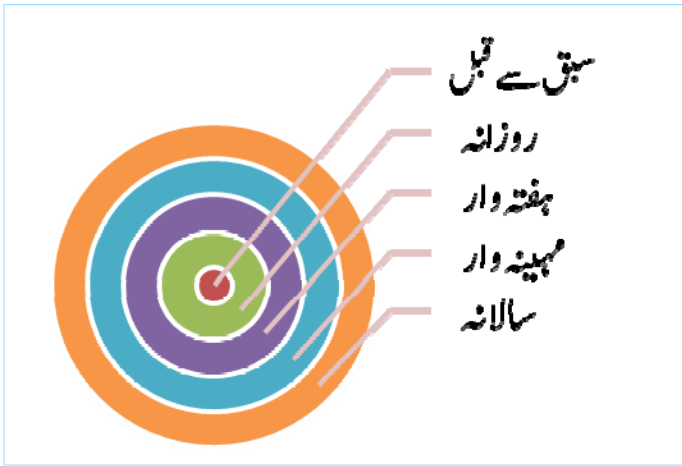 سبق سے قبل
روزانہ
ہفتہ وار
مہینہ وار
سالانہ